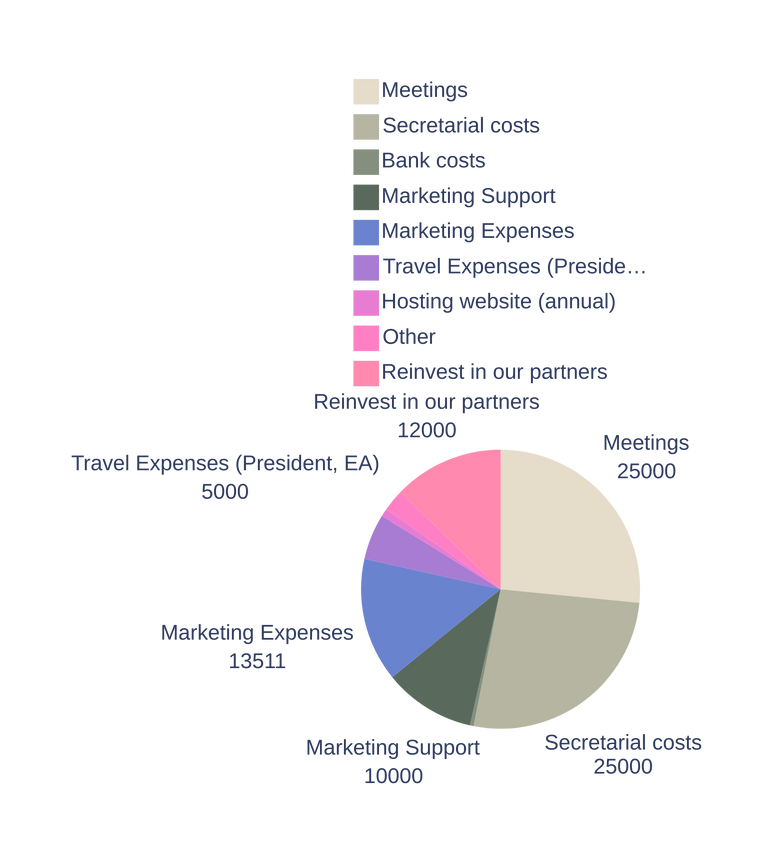 Meetings
Secretarial costs
Bank costs
Marketing Support
Marketing Expenses
Travel Expenses (Preside…
Hosting website (annual)
Other
Reinvest in our partners
Reinvest in our partners
12000
Meetings
25000
Travel Expenses (President, EA)
5000
Marketing Expenses
13511
Marketing Support
10000
Secretarial costs
25000